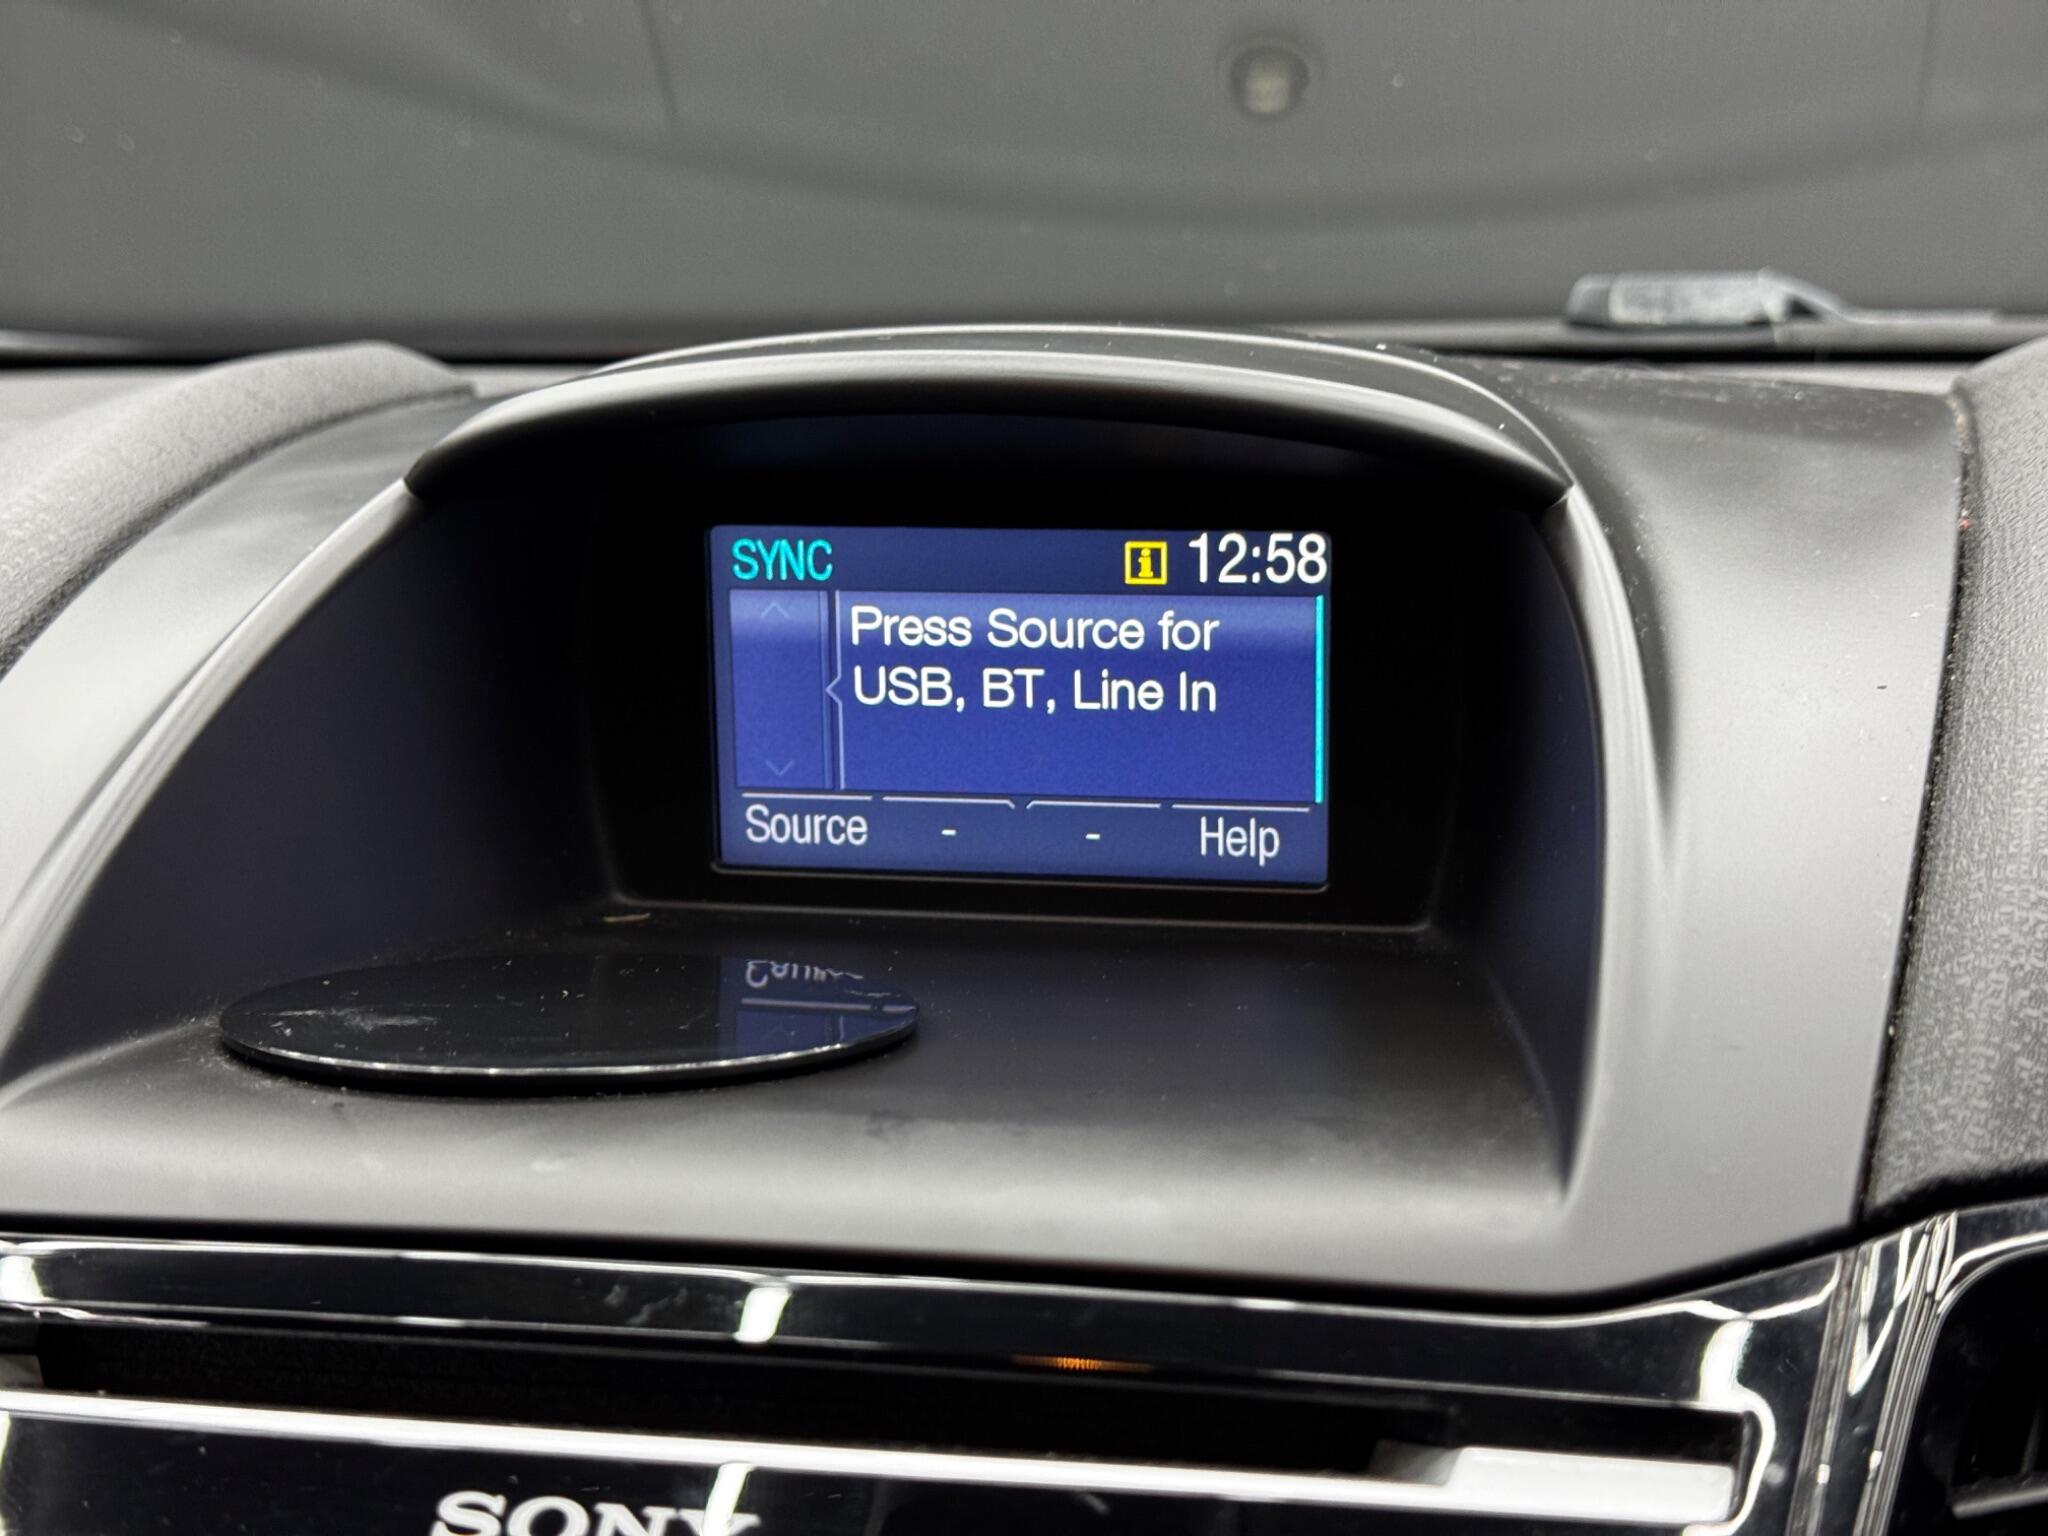 SYNC i 12:58
Press Source for
USB, BT, Line In
Source - - Help
SONY